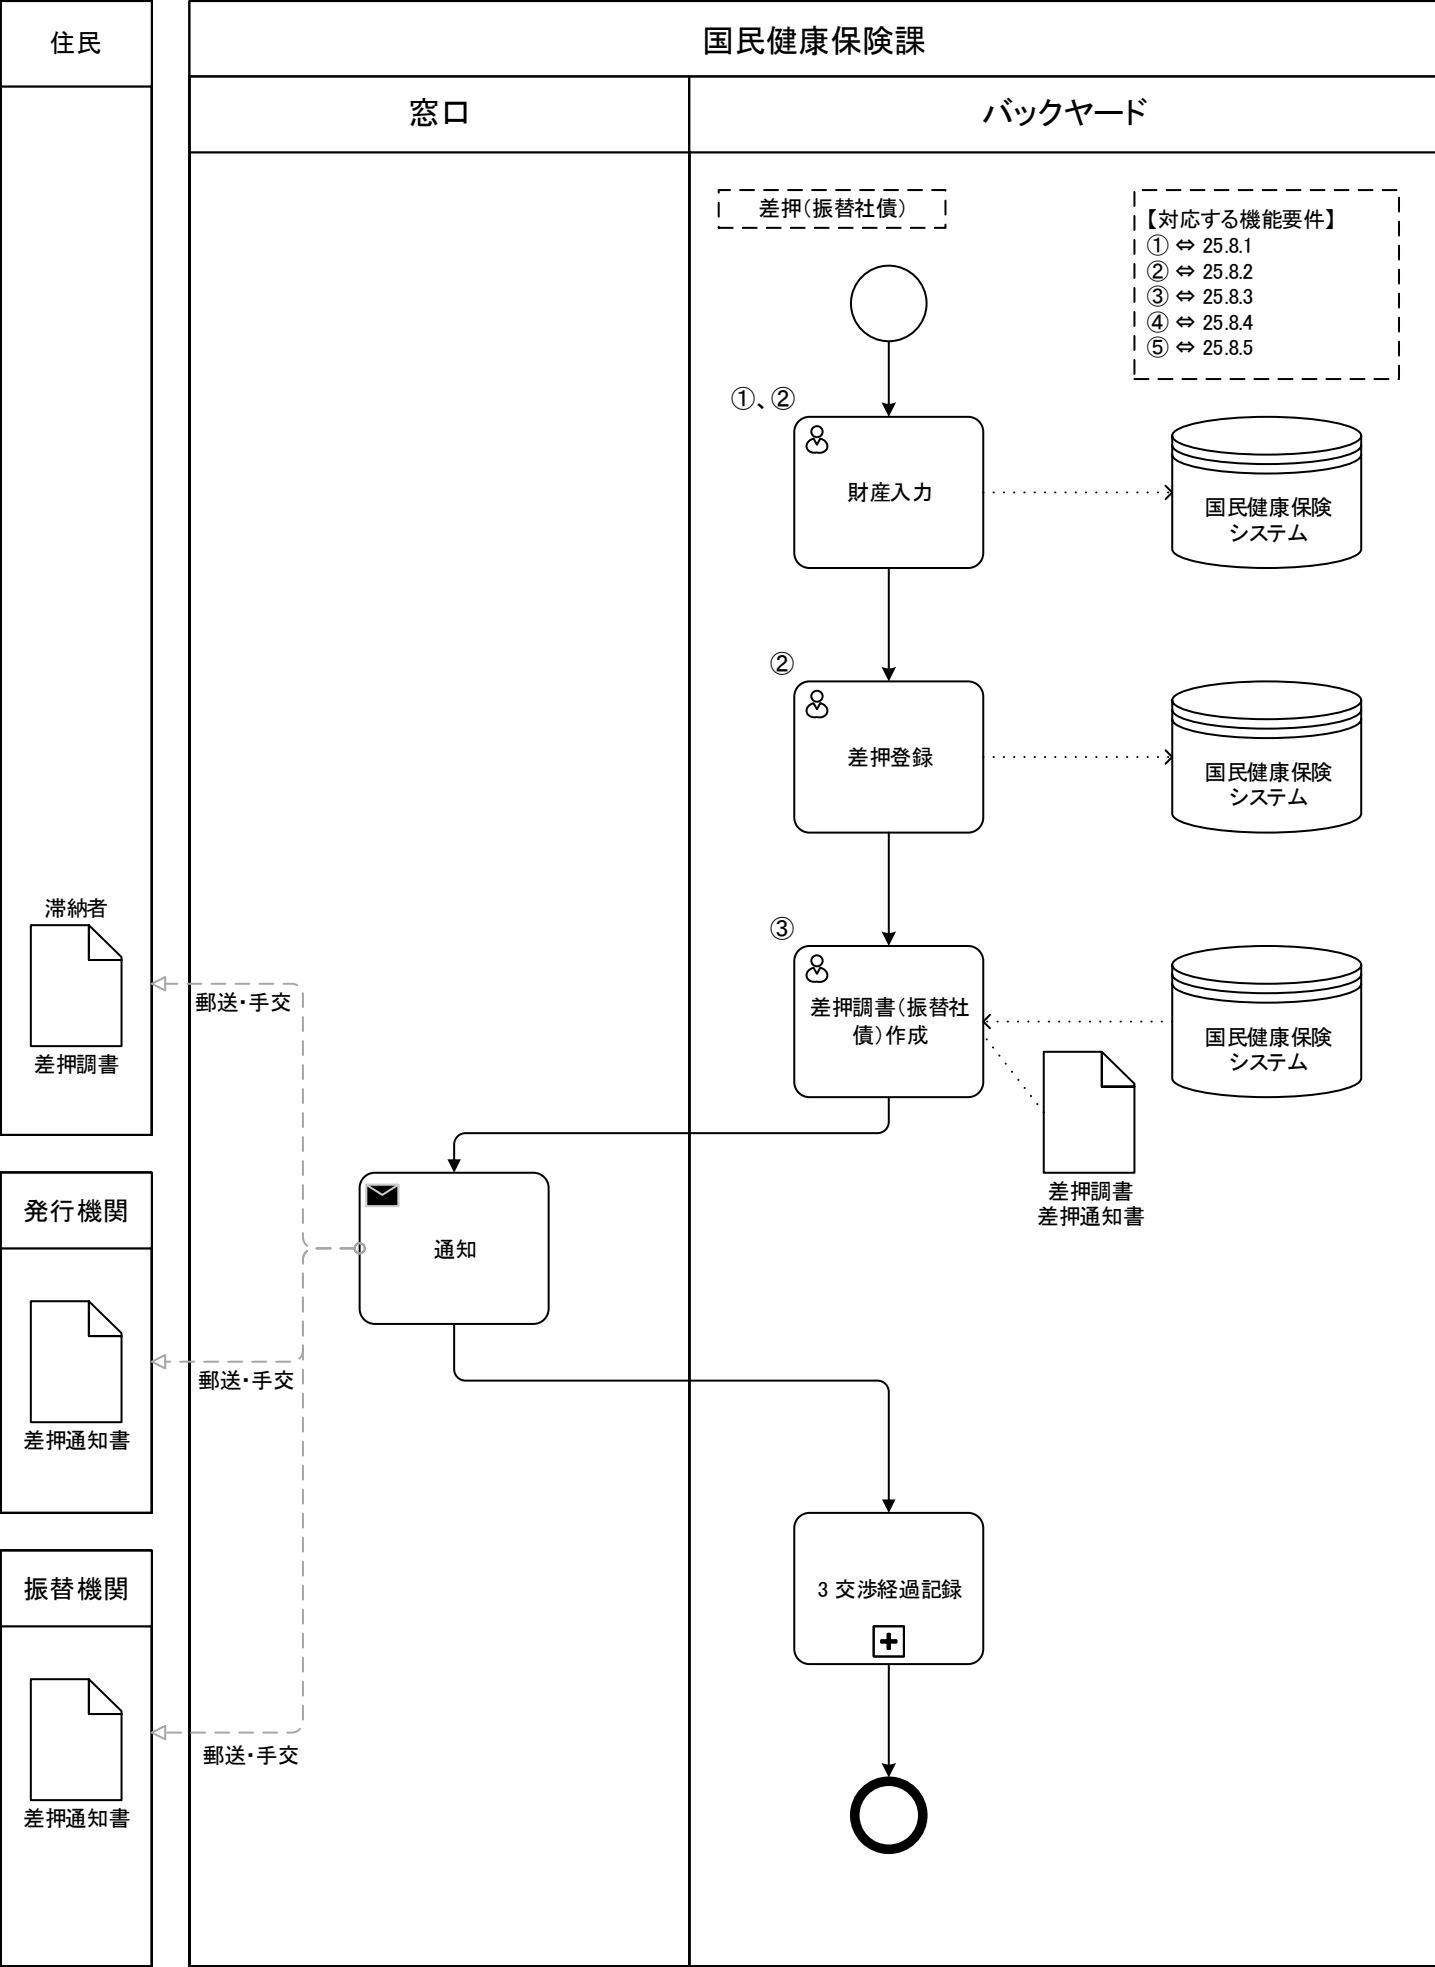 住民
国民健康保険課
窓口
バックヤード
差押（振替社債）
【対応する機能要件】
① ⇔ 25.8.1
② ⇔ 25.8.2
③ ⇔ 25.8.3
④ ⇔ 25.8.4
⑤ ⇔ 25.8.5
①、②
財産入力
国民健康保険
システム
②
差押登録
国民健康保険
システム
滞納者
差押調書
郵送・手交
③
差押調書（振替社
債）作成
国民健康保険
システム
差押調書
差押通知書
発行機関
通知
差押通知書
郵送・手交
振替機関
3 交渉経過記録
差押通知書
郵送・手交